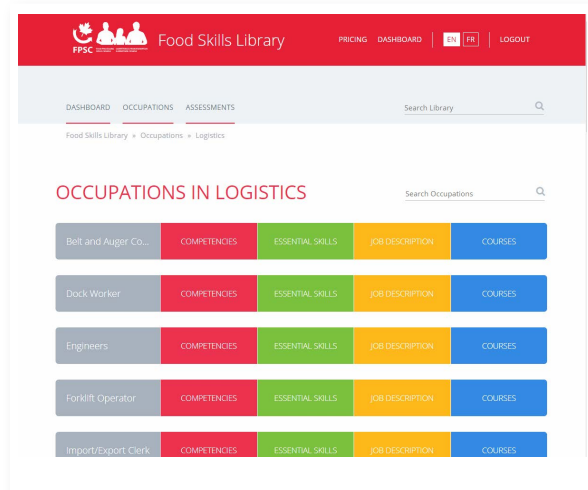 FPSC
Food Skills Library
PRICING DASHBOARD EN FR LOGOUT
DASHBOARD OCCUPATIONS ASSESSMENTS
Search Library
Food Skills Library » Occupations » Logistics
OCCUPATIONS IN LOGISTICS
Search Occupations
Belt and Auger Co... COMPETENCIES ESSENTIAL SKILLS JOB DESCRIPTION COURSES
Dock Worker COMPETENCIES ESSENTIAL SKILLS JOB DESCRIPTION COURSES
Engineers COMPETENCIES ESSENTIAL SKILLS JOB DESCRIPTION COURSES
Forklift Operator COMPETENCIES ESSENTIAL SKILLS JOB DESCRIPTION COURSES
Import/Export Clerk COMPETENCIES ESSENTIAL SKILLS JOB DESCRIPTION COURSES